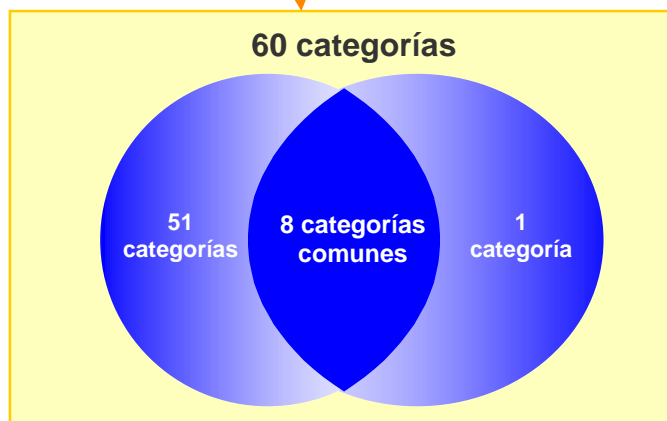 60 categorías
51
categorías
8 categorías
comunes
1
categoría